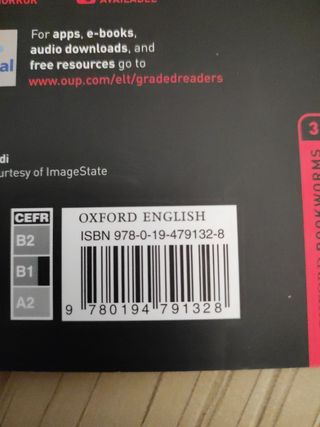 HORROR
AVAILABLE
For apps, e-books,
audio downloads, and
free resources go to
www.oup.com/elt/gradedreaders
al
di
urtesy of ImageState
3
BOOKWORMS
CEFR
B2
B1
A2
OXFORD ENGLISH
ISBN 978-0-19-479132-8
9 780194 791328